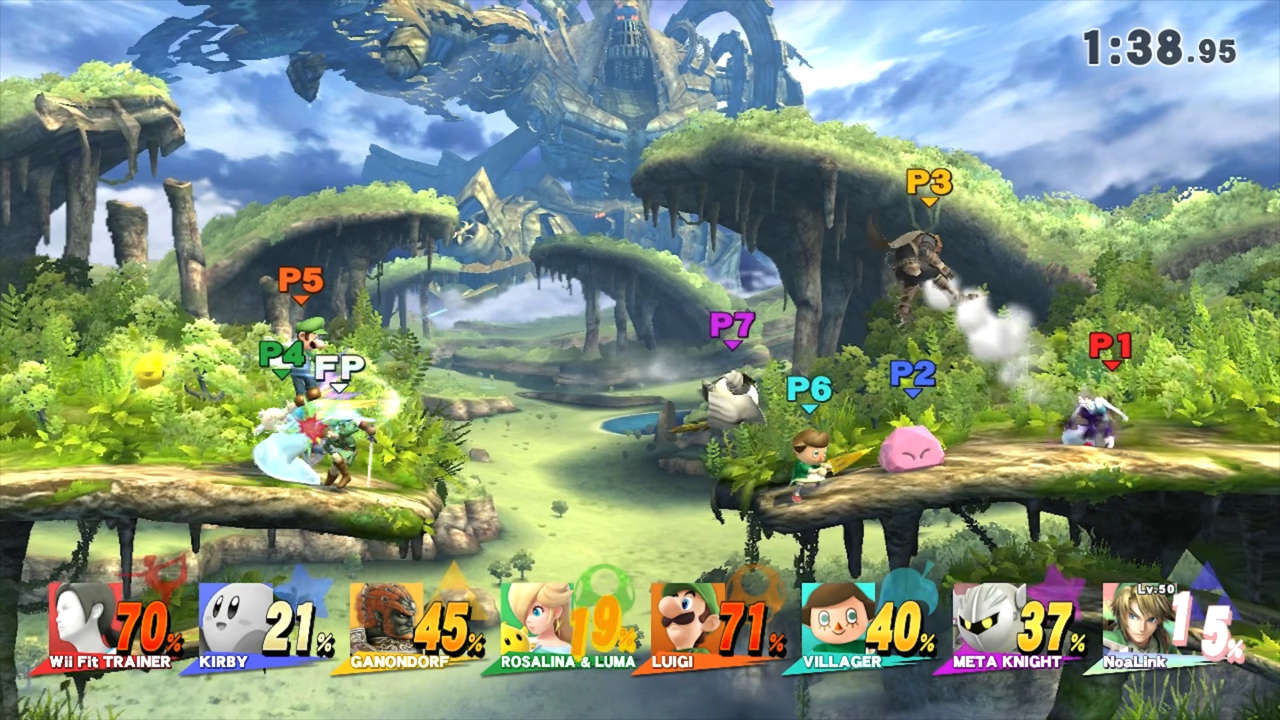 1:38.95
P3
P5
P7
P1
P4
FP
P2
P6
Lv.50
70%
21%
45%
19%
71%
40%
37%
15%
Wii Fit TRAINER
KIRBY
GANONDORF
ROSALINA & LUMA
LUIGI
VILLAGER
META KNIGHT
NoaLink